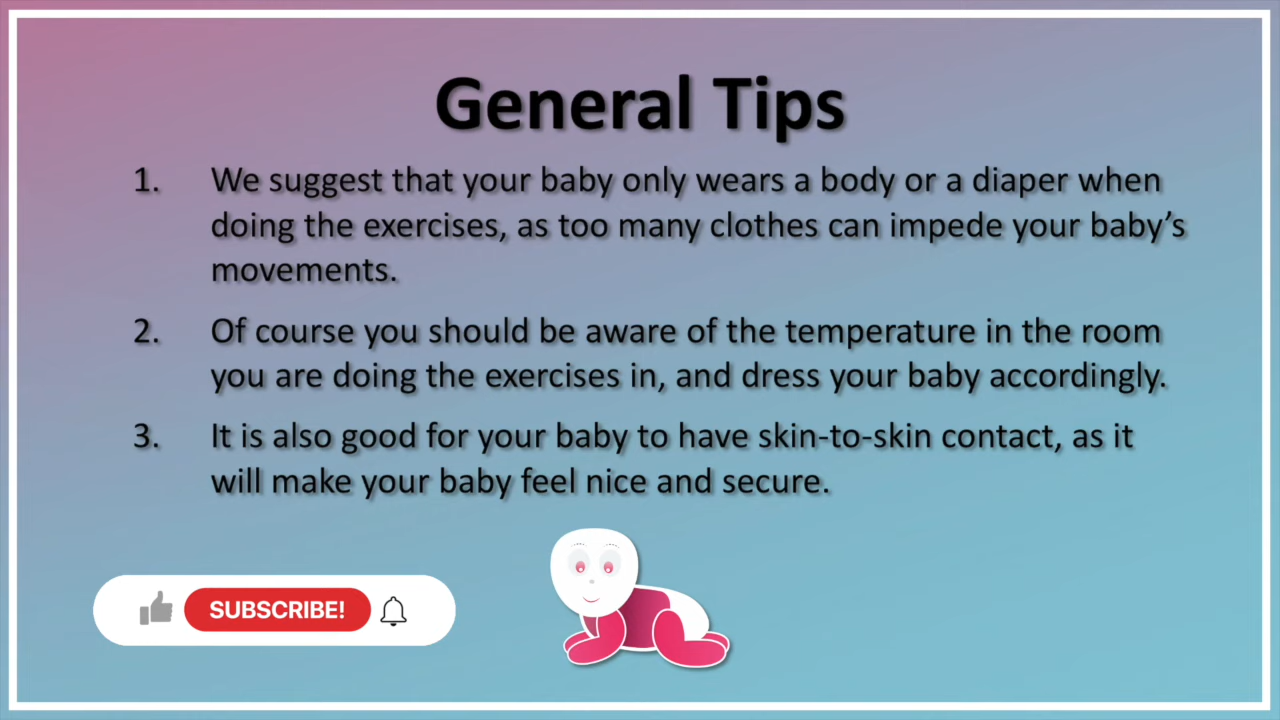 General Tips
1. We suggest that your baby only wears a body or a diaper when
doing the exercises, as too many clothes can impede your baby’s
movements.
2. Of course you should be aware of the temperature in the room
you are doing the exercises in, and dress your baby accordingly.
3. It is also good for your baby to have skin-to-skin contact, as it
will make your baby feel nice and secure.
SUBSCRIBE!